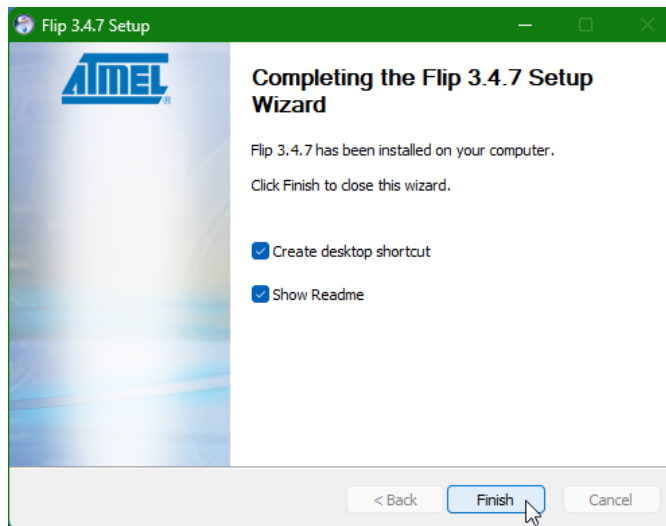 Flip 3.4.7 Setup
ATMEL
®
Completing the Flip 3.4.7 Setup
Wizard
Flip 3.4.7 has been installed on your computer.
Click Finish to close this wizard.
Create desktop shortcut
Show Readme
< Back
Finish
Cancel